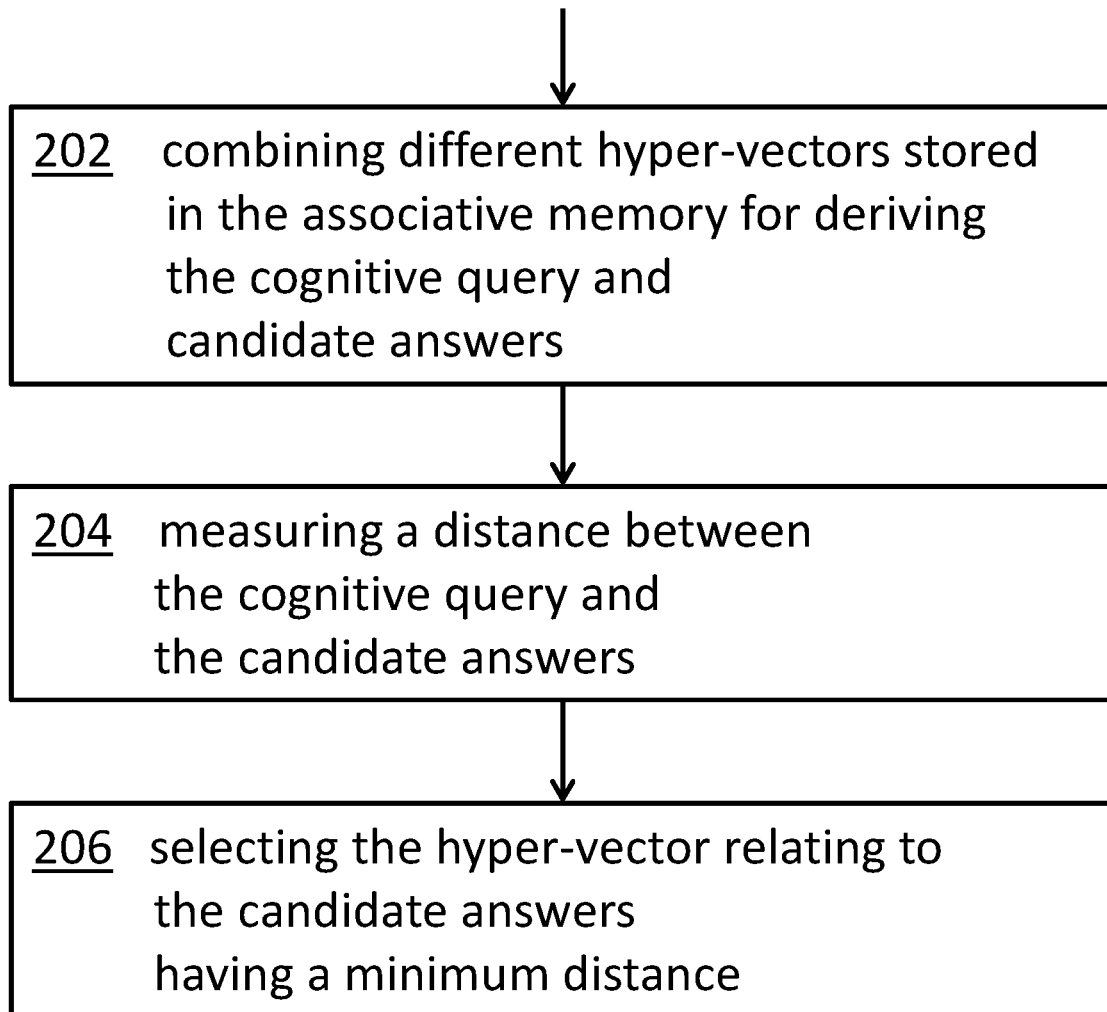 202 combining different hyper-vectors stored
in the associative memory for deriving
the cognitive query and
candidate answers
204 measuring a distance between
the cognitive query and
the candidate answers
206 selecting the hyper-vector relating to
the candidate answers
having a minimum distance